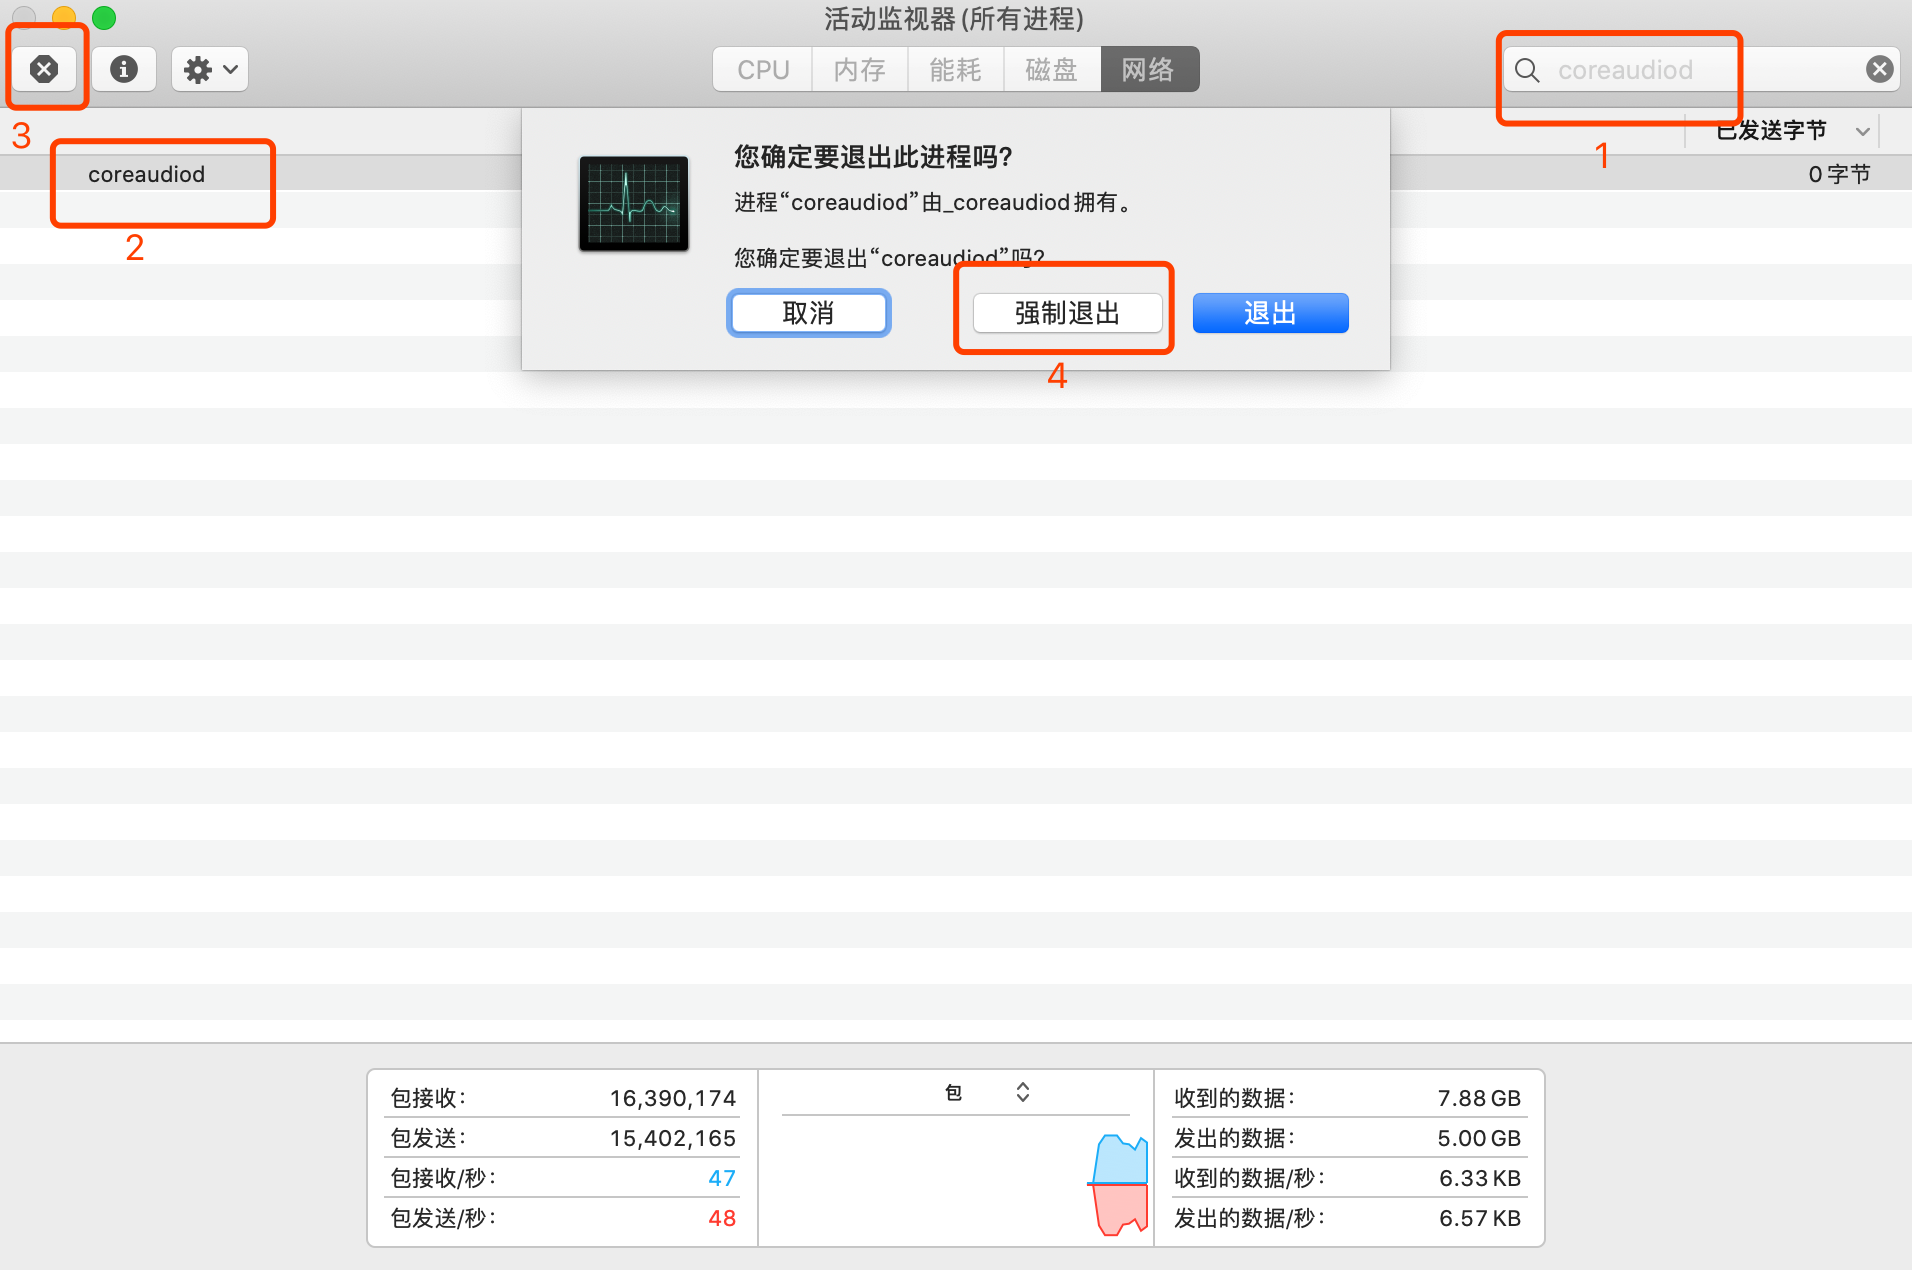 活动监视器 (所有进程)
CPU 内存 能耗 磁盘 网络
coreaudiod
3
1
已发送字节
coreaudiod
0 字节
2
您确定要退出此进程吗?
进程“coreaudiod”由_coreaudiod 拥有。
您确定要退出“coreaudiod”吗?
取消 强制退出 退出
4
包接收: 16,390,174
包发送: 15,402,165
包接收/秒: 47
包发送/秒: 48
包
收到的数据: 7.88 GB
发出的数据: 5.00 GB
收到的数据/秒: 6.33 KB
发出的数据/秒: 6.57 KB